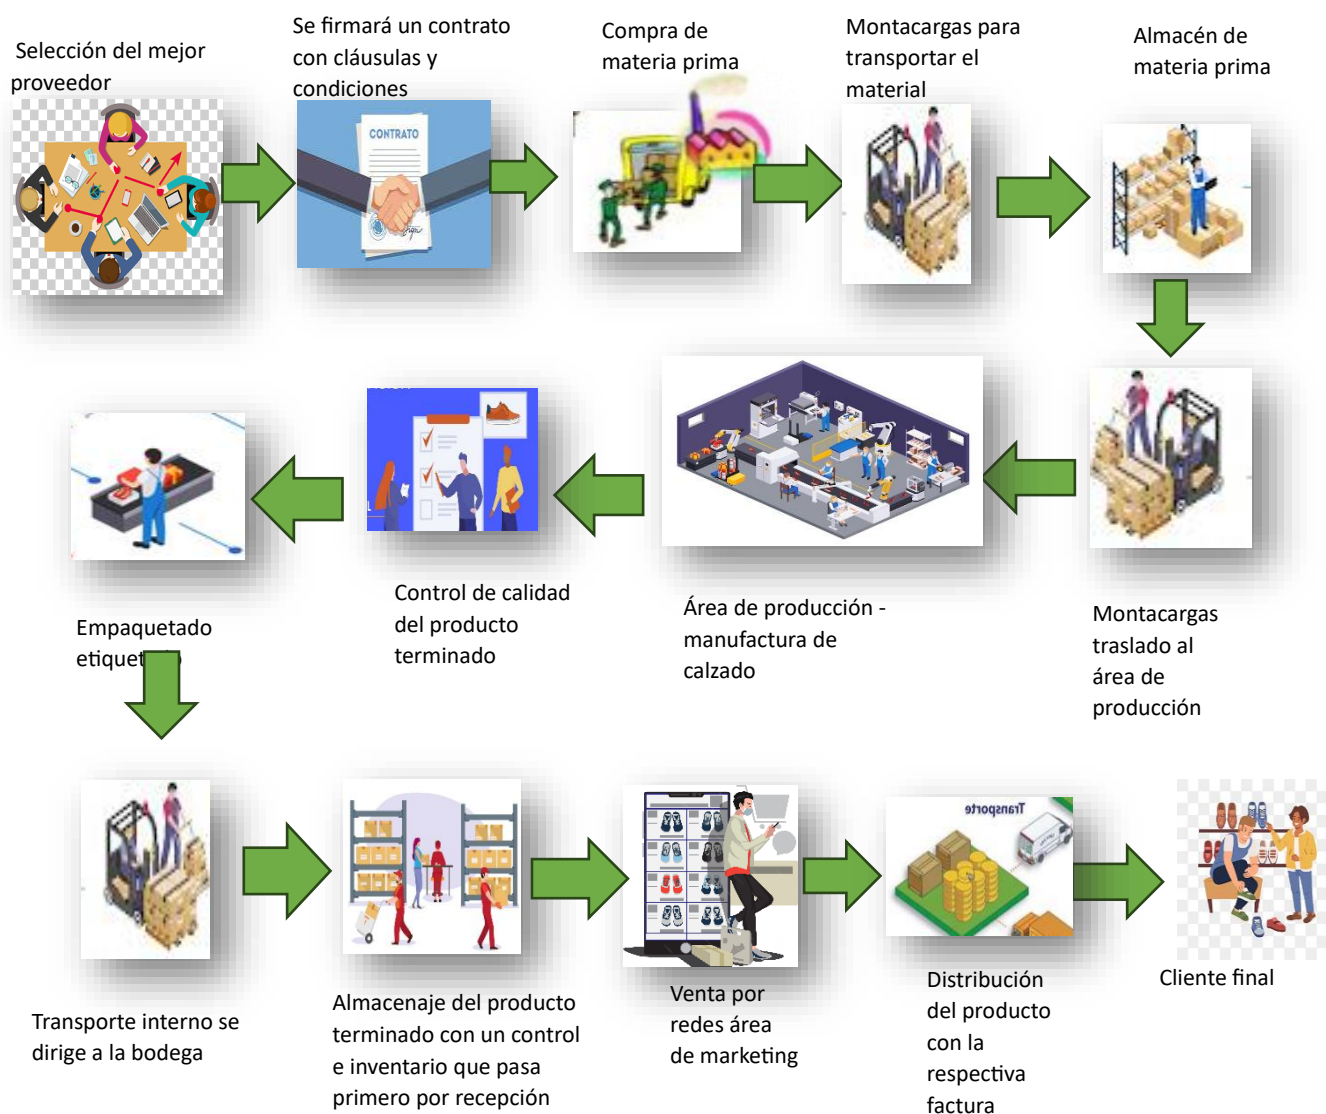 Selección del mejor
proveedor
Se firmará un contrato
con cláusulas y
condiciones
CONTRATO
Compra de
materia prima
Montacargas para
transportar el
material
Almacén de
materia prima
Empaquetado
Control de calidad
del producto
terminado
Área de producción -
manufactura de
calzado
Montacargas
traslado al
área de
producción
Transporte interno se
dirige a la bodega
Almacenaje del producto
terminado con un control
e inventario que pasa
primero por recepción
Venta por
redes área
de marketing
Transporte
Distribución
del producto
con la
respectiva
factura
Cliente final